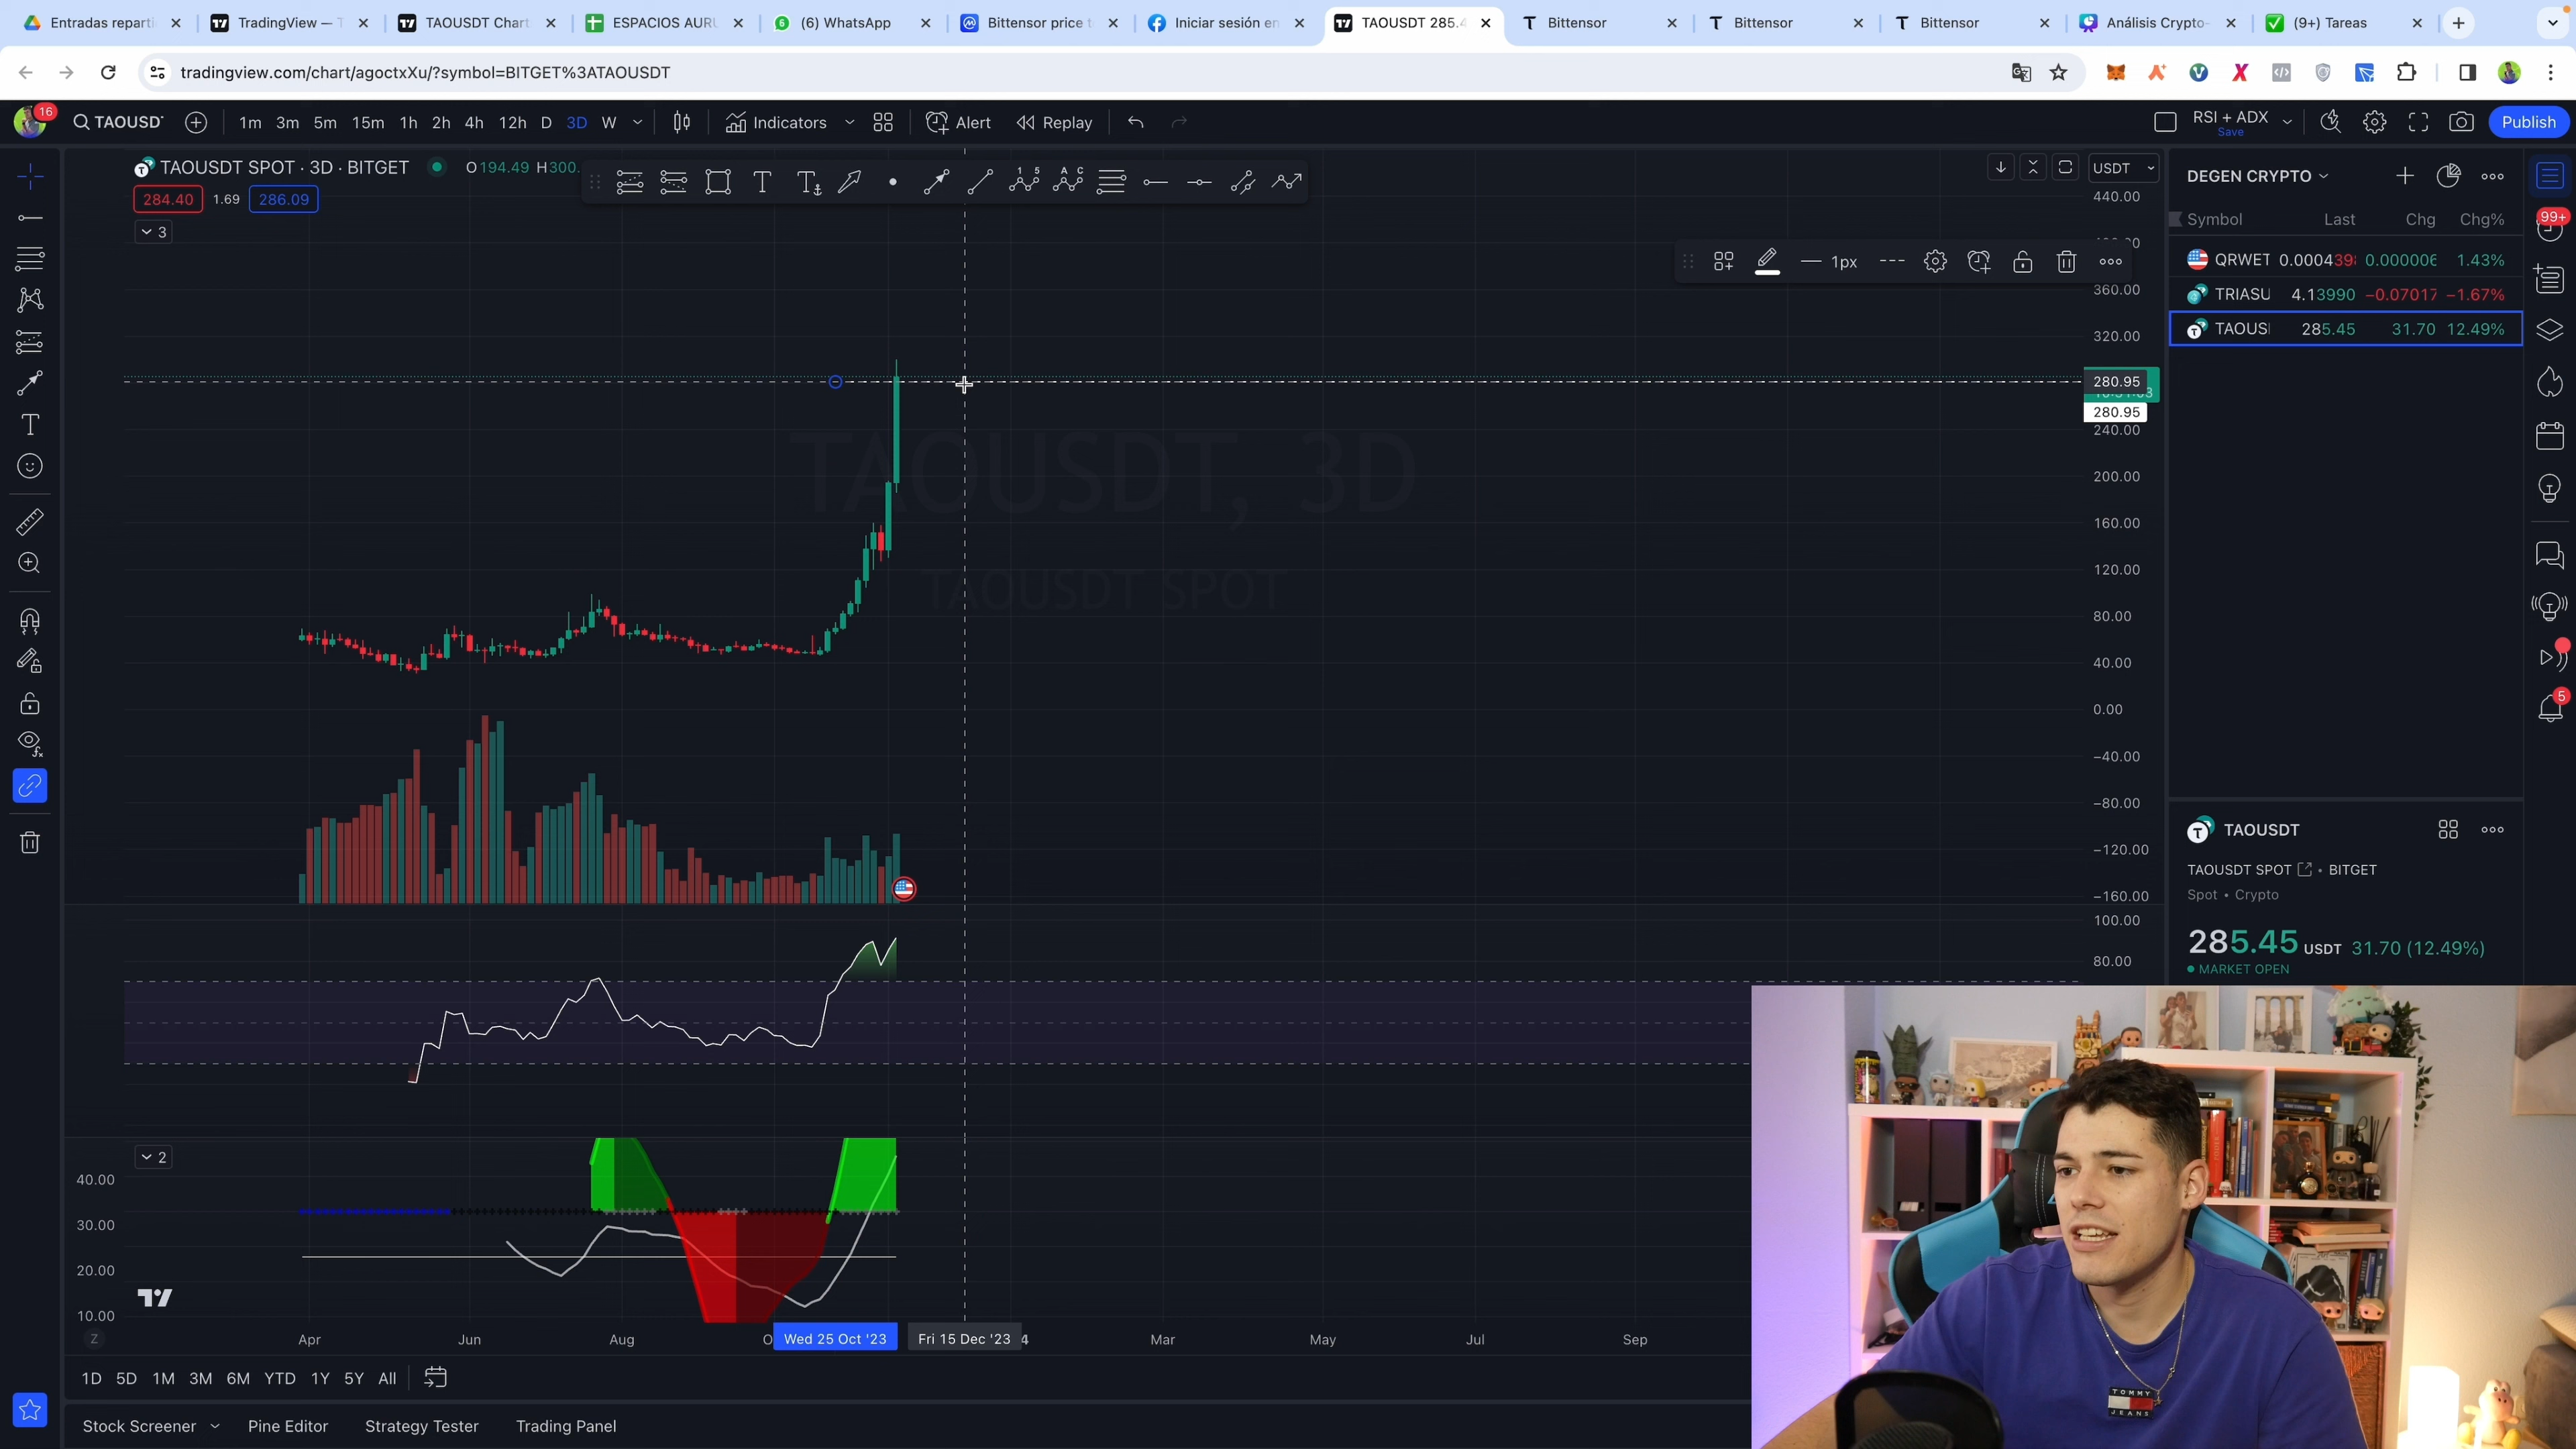 Entradas reparti
TradingView — T
TAOUSDT Chart
ESPACIOS AURU
(6) WhatsApp
Bittensor price t
Iniciar sesión en
TAOUSDT 285.4
Bittensor
Bittensor
Bittensor
Análisis Crypto-
(9+) Tareas
tradingview.com/chart/agoctxXu/?symbol=BITGET%3ATAOUSDT
16
TAOUSDT
1m 3m 5m 15m 1h 2h 4h 12h D 3D W
Indicators
Alert
Replay
RSI + ADX
Save
Publish
TAOUSDT SPOT · 3D · BITGET
O194.49 H300.
284.40 1.69 286.09
3
USDT
1px
440.00
360.00
320.00
280.95
280.95
240.00
200.00
160.00
120.00
80.00
40.00
0.00
−40.00
−80.00
−120.00
−160.00
100.00
80.00
TAOUSDT, 3D
TAOUSDT SPOT
2
40.00
30.00
20.00
10.00
Z
Apr Jun Aug O Wed 25 Oct '23 Fri 15 Dec '23 4 Mar May Jul Sep
1D 5D 1M 3M 6M YTD 1Y 5Y All
Stock Screener Pine Editor Strategy Tester Trading Panel
DEGEN CRYPTO
Symbol Last Chg Chg%
QRWET 0.000439 0.000006 1.43%
TRIASU 4.13990 −0.07017 −1.67%
TAOUS 285.45 31.70 12.49%
99+
5
TAOUSDT
TAOUSDT SPOT • BITGET
Spot • Crypto
285.45 USDT 31.70 (12.49%)
MARKET OPEN
TOMMY
JEANS